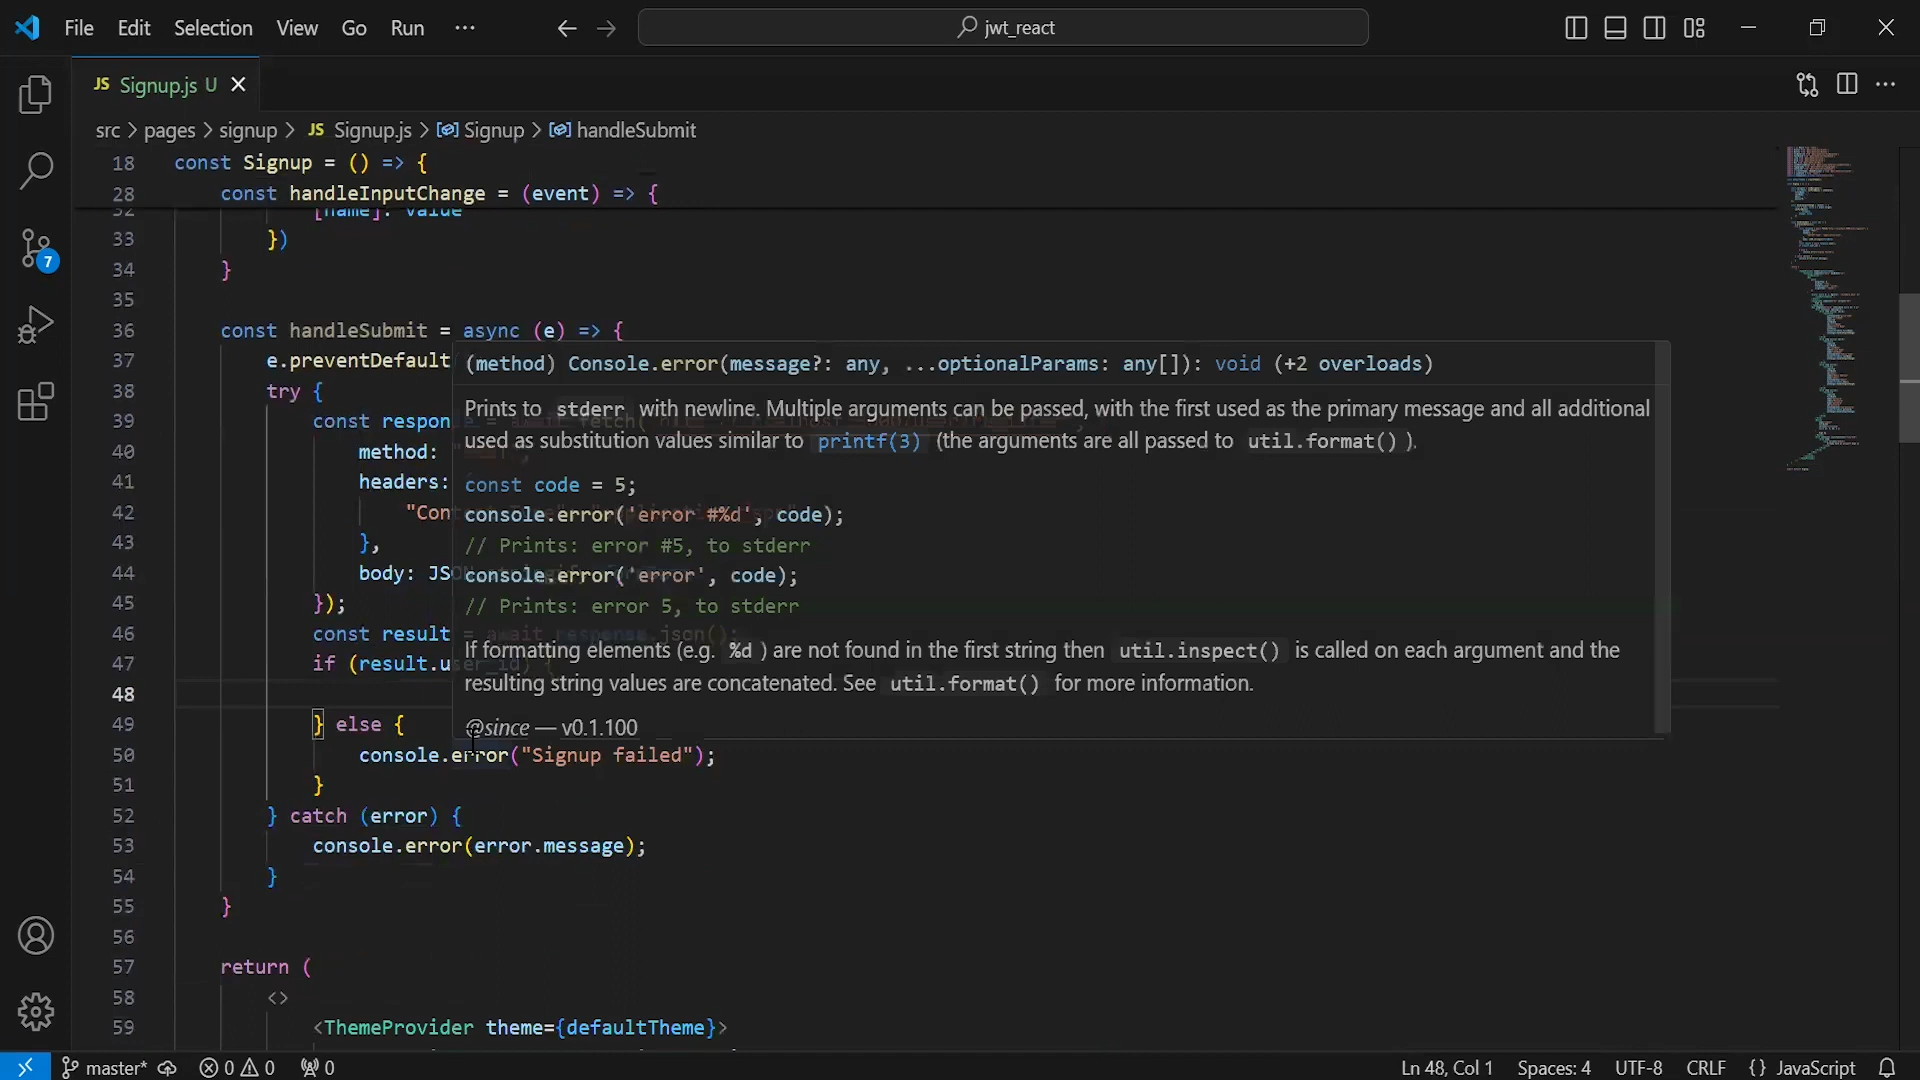 File Edit Selection View Go Run ··· jwt_react
JS Signup.js U
src > pages > signup > JS Signup.js > Signup > handleSubmit
18 const Signup = () => {
28 const handleInputChange = (event) => {
32 [name]: value
33 })
34 }
35
36 const handleSubmit = async (e) => {
37 e.preventDefault
(method) Console.error(message?: any, ...optionalParams: any[]): void (+2 overloads)
38 try {
Prints to stderr with newline. Multiple arguments can be passed, with the first used as the primary message and all additional
39 const respon
used as substitution values similar to printf(3) (the arguments are all passed to util.format() ).
40 method:
41 headers:
const code = 5;
42 "Con
console.error('error #%d', code);
43 },
// Prints: error #5, to stderr
44 body: JSO
console.error('error', code);
45 });
// Prints: error 5, to stderr
46 const result = await response.json();
If formatting elements (e.g. %d ) are not found in the first string then util.inspect() is called on each argument and the
47 if (result.user_id) {
resulting string values are concatenated. See util.format() for more information.
48
49 } else {
@since — v0.1.100
50 console.error("Signup failed");
51 }
52 } catch (error) {
53 console.error(error.message);
54 }
55 }
56
57 return (
58 <>
59 <ThemeProvider theme={defaultTheme}>
7
master* 0 0 0 Ln 48, Col 1 Spaces: 4 UTF-8 CRLF {} JavaScript